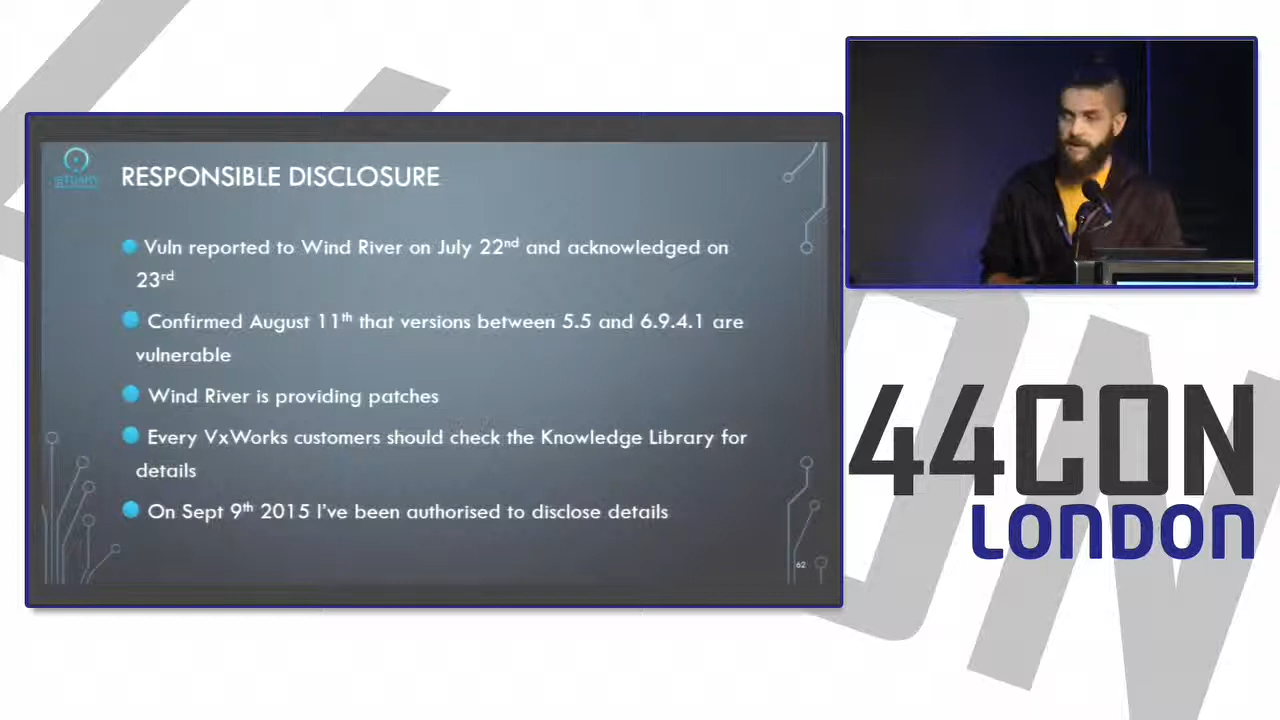 RESPONSIBLE DISCLOSURE
Vuln reported to Wind River on July 22nd and acknowledged on
23rd
Confirmed August 11th that versions between 5.5 and 6.9.4.1 are
vulnerable
Wind River is providing patches
Every VxWorks customers should check the Knowledge Library for
details
On Sept 9th 2015 I've been authorised to disclose details
62
44CON
LONDON